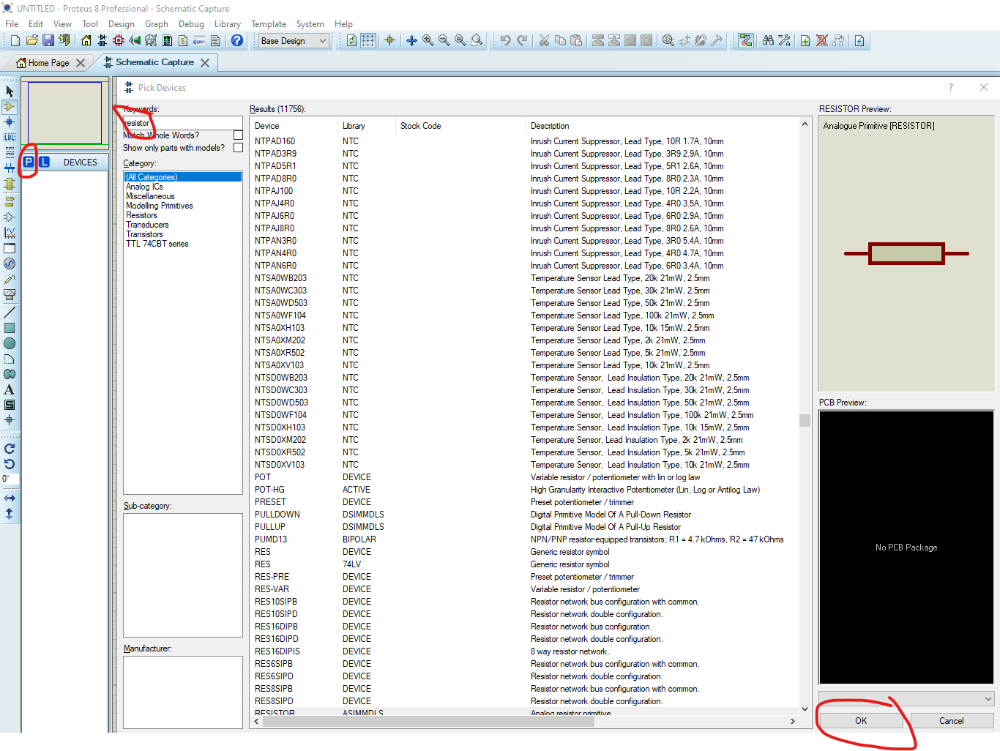 UNTITLED - Proteus 8 Professional - Schematic Capture
File Edit View Tool Design Graph Debug Library Template System Help
Base Design
Home Page
Schematic Capture
Pick Devices
Keywords:
resistor
Match Whole Words?
Show only parts with models?
P L DEVICES
LBL
A
S
0°
Category:
(All Categories)
Analog ICs
Miscellaneous
Modelling Primitives
Resistors
Transducers
Transistors
TTL 74CBT series
Sub-category:
Manufacturer:
Results (11756):
Device Library Stock Code Description
NTPAD160 NTC Inrush Current Suppressor, Lead Type, 10R 1.7A, 10mm
NTPAD3R9 NTC Inrush Current Suppressor, Lead Type, 3R9 2.9A, 10mm
NTPAD5R1 NTC Inrush Current Suppressor, Lead Type, 5R1 2.6A, 10mm
NTPAD8R0 NTC Inrush Current Suppressor, Lead Type, 8R0 2.3A, 10mm
NTPAJ100 NTC Inrush Current Suppressor, Lead Type, 10R 2.2A, 10mm
NTPAJ4R0 NTC Inrush Current Suppressor, Lead Type, 4R0 3.5A, 10mm
NTPAJ6R0 NTC Inrush Current Suppressor, Lead Type, 6R0 2.9A, 10mm
NTPAJ8R0 NTC Inrush Current Suppressor, Lead Type, 8R0 2.6A, 10mm
NTPAN3R0 NTC Inrush Current Suppressor, Lead Type, 3R0 5.4A, 10mm
NTPAN4R0 NTC Inrush Current Suppressor, Lead Type, 4R0 4.7A, 10mm
NTPAN6R0 NTC Inrush Current Suppressor, Lead Type, 6R0 3.4A, 10mm
NTSA0WB203 NTC Temperature Sensor Lead Type, 20k 21mW, 2.5mm
NTSA0WC303 NTC Temperature Sensor Lead Type, 30k 21mW, 2.5mm
NTSA0WD503 NTC Temperature Sensor Lead Type, 50k 21mW, 2.5mm
NTSA0WF104 NTC Temperature Sensor Lead Type, 100k 21mW, 2.5mm
NTSA0XH103 NTC Temperature Sensor Lead Type, 10k 15mW, 2.5mm
NTSA0XM202 NTC Temperature Sensor Lead Type, 2k 21mW, 2.5mm
NTSA0XR502 NTC Temperature Sensor Lead Type, 5k 21mW, 2.5mm
NTSA0XV103 NTC Temperature Sensor Lead Type, 10k 21mW, 2.5mm
NTSD0WB203 NTC Temperature Sensor, Lead Insulation Type, 20k 21mW, 2.5mm
NTSD0WC303 NTC Temperature Sensor, Lead Insulation Type, 30k 21mW, 2.5mm
NTSD0WD503 NTC Temperature Sensor, Lead Insulation Type, 50k 21mW, 2.5mm
NTSD0WF104 NTC Temperature Sensor, Lead Insulation Type, 100k 21mW, 2.5mm
NTSD0XH103 NTC Temperature Sensor, Lead Insulation Type, 10k 15mW, 2.5mm
NTSD0XM202 NTC Temperature Sensor, Lead Insulation Type, 2k 21mW, 2.5mm
NTSD0XR502 NTC Temperature Sensor, Lead Insulation Type, 5k 21mW, 2.5mm
NTSD0XV103 NTC Temperature Sensor, Lead Insulation Type, 10k 21mW, 2.5mm
POT DEVICE Variable resistor / potentiometer with lin or log law
POT-HG ACTIVE High Granularity Interactive Potentiometer (Lin, Log or Antilog Law)
PRESET DEVICE Preset potentiometer / trimmer
PULLDOWN DSIMMDLS Digital Primitive Model Of A Pull-Down Resistor
PULLUP DSIMMDLS Digital Primitive Model Of A Pull-Up Resistor
PUMD13 BIPOLAR NPN/PNP resistor-equipped transistors; R1 = 4.7 kOhms, R2 = 47 kOhms
RES DEVICE Generic resistor symbol
RES 74LV Generic resistor symbol
RES-PRE DEVICE Preset potentiometer / trimmer
RES-VAR DEVICE Variable resistor / potentiometer
RES10SIPB DEVICE Resistor network bus configuration with common.
RES10SIPD DEVICE Resistor network double configuration.
RES16DIPB DEVICE Resistor network bus configuration.
RES16DIPD DEVICE Resistor network double configuration.
RES16DIPIS DEVICE 8 way resistor network.
RES6SIPB DEVICE Resistor network bus configuration with common.
RES6SIPD DEVICE Resistor network double configuration.
RES8SIPB DEVICE Resistor network bus configuration with common.
RES8SIPD DEVICE Resistor network double configuration.
RESISTOR ASIMMDLS Analog resistor primitive
RESISTOR Preview:
Analogue Primitive [RESISTOR]
PCB Preview:
No PCB Package
OK Cancel